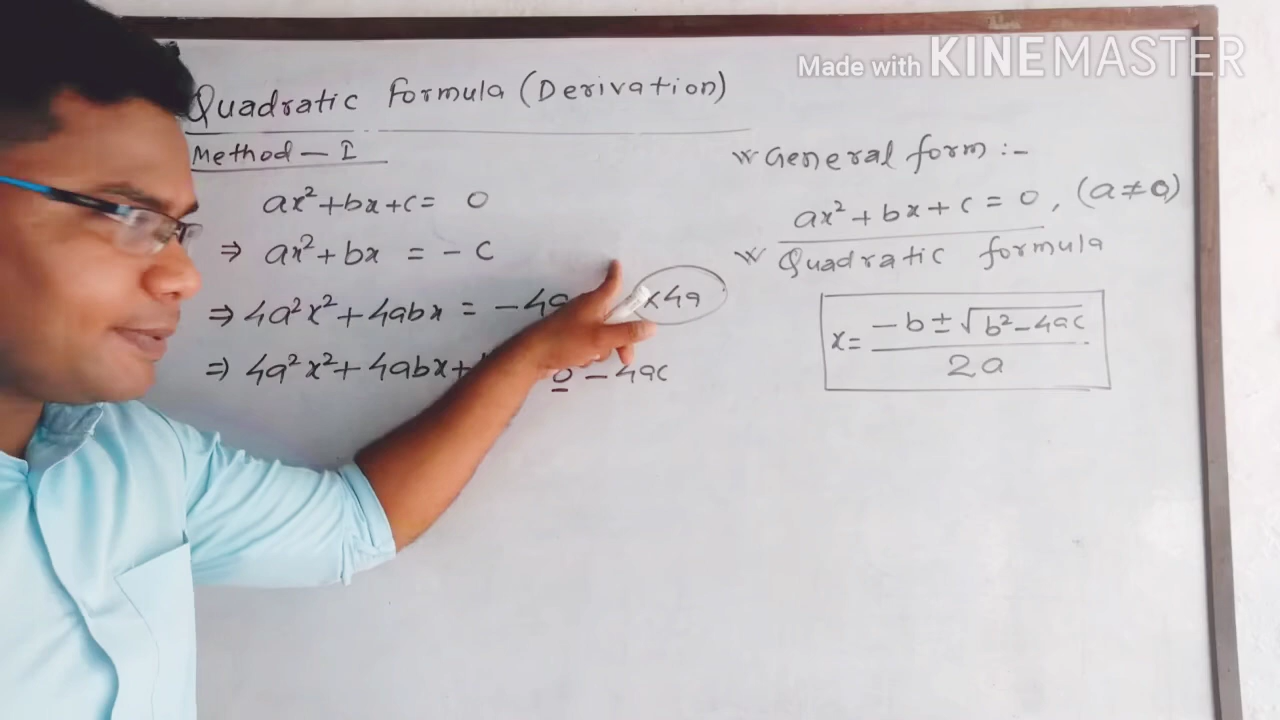 Made with KINEMASTER
Quadratic formula (Derivation)
Method - I
ax²+bx+c= 0
⇒ ax²+bx = - c
⇒ 4a²x²+4abx = -4a x4a
⇒ 4a²x²+4abx+ - 4ac
General form :-
ax²+bx+c = 0, (a≠0)
Quadratic formula
x= -b±√b²-4ac
2a